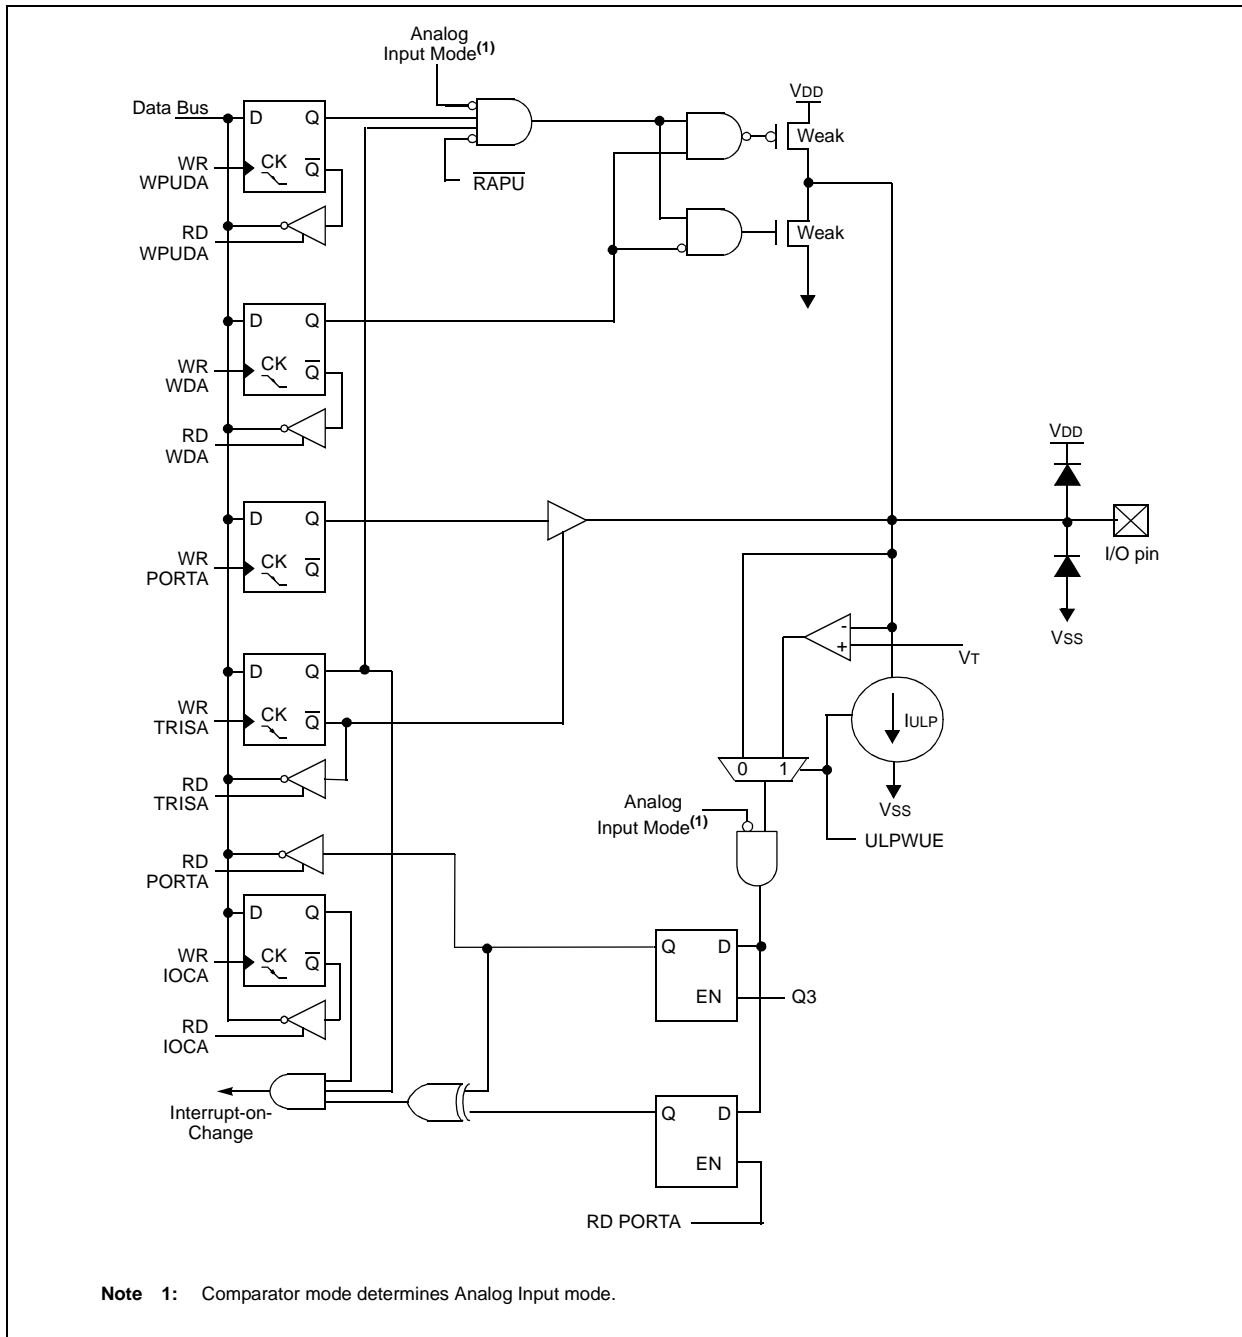 Analog
Input Mode(1)
VDD
Data Bus
D Q
Weak
WR
WPUDA
CK Q
RAPU
RD
WPUDA
Weak
D Q
WR
WDA
CK Q
RD
WDA
VDD
D Q
WR
PORTA
CK Q
I/O pin
VSS
-
+
VT
D Q
WR
TRISA
CK Q
IULP
0 1
RD
TRISA
VSS
Analog
Input Mode(1)
ULPWUE
RD
PORTA
D Q
WR
IOCA
CK Q
Q D
EN
Q3
RD
IOCA
Interrupt-on-
Change
Q D
EN
RD PORTA
Note 1: Comparator mode determines Analog Input mode.